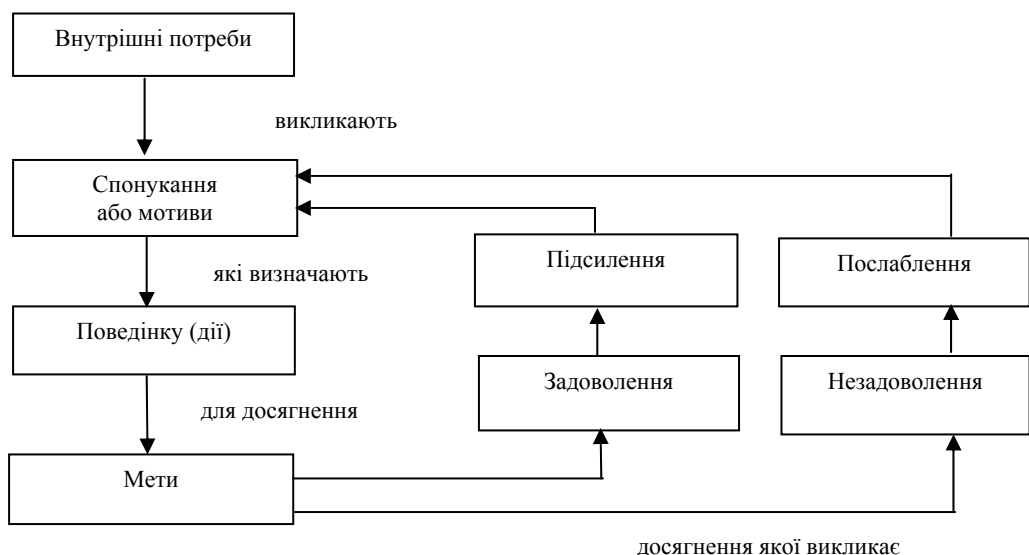 Внутрішні потреби
викликають
Спонукання
або мотиви
які визначають
Підсилення
Послаблення
Поведінку (дії)
Задоволення
Незадоволення
для досягнення
Мети
досягнення якої викликає